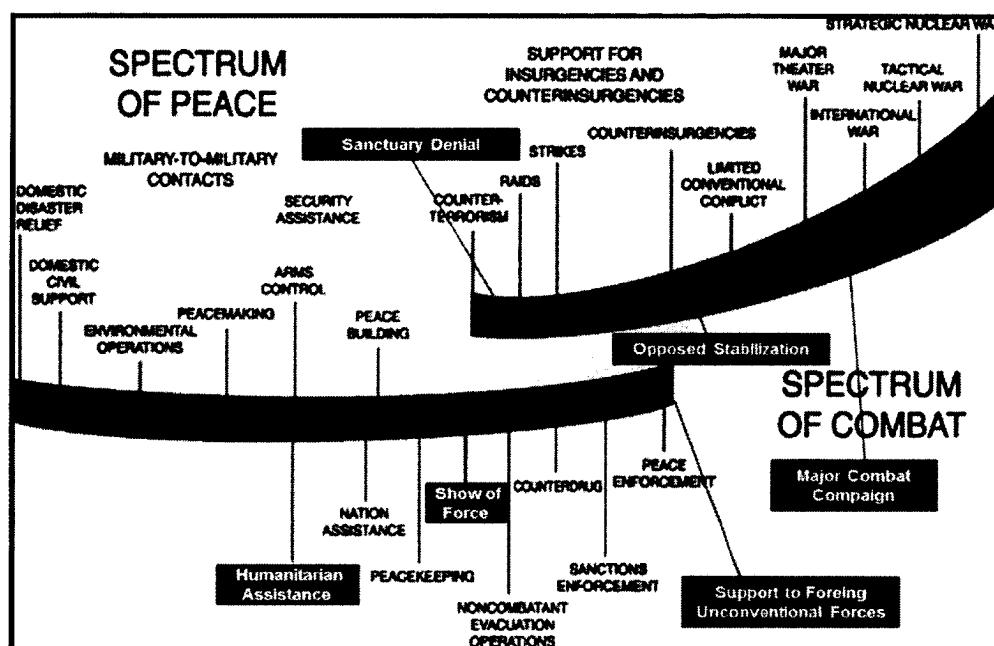 STRATEGIC NUCLEAR WA
SPECTRUM
OF PEACE
SUPPORT FOR
INSURGENCIES AND
COUNTERINSURGENCIES
MAJOR
THEATER
WAR
TACTICAL
NUCLEAR WAR
INTERNATIONAL
WAR
Sanctuary Denial
COUNTERINSURGENCIES
STRIKES
MILITARY-TO-MILITARY
CONTACTS
RAIDS
LIMITED
CONVENTIONAL
CONFLICT
DOMESTIC
DISASTER
RELIEF
SECURITY
ASSISTANCE
COUNTER-
TERRORISM
DOMESTIC
CIVIL
SUPPORT
ARMS
CONTROL
PEACEMAKING
PEACE
BUILDING
ENVIRONMENTAL
OPERATIONS
Opposed Stabilization
SPECTRUM
OF COMBAT
PEACE
ENFORCEMENT
Major Combat
Compaign
COUNTERDRUG
Show of
Force
NATION
ASSISTANCE
Humanitarian
Assistance
PEACEKEEPING
SANCTIONS
ENFORCEMENT
Support to Foreing
Unconventional Forces
NONCOMBATANT
EVACUATION
OPERATIONS